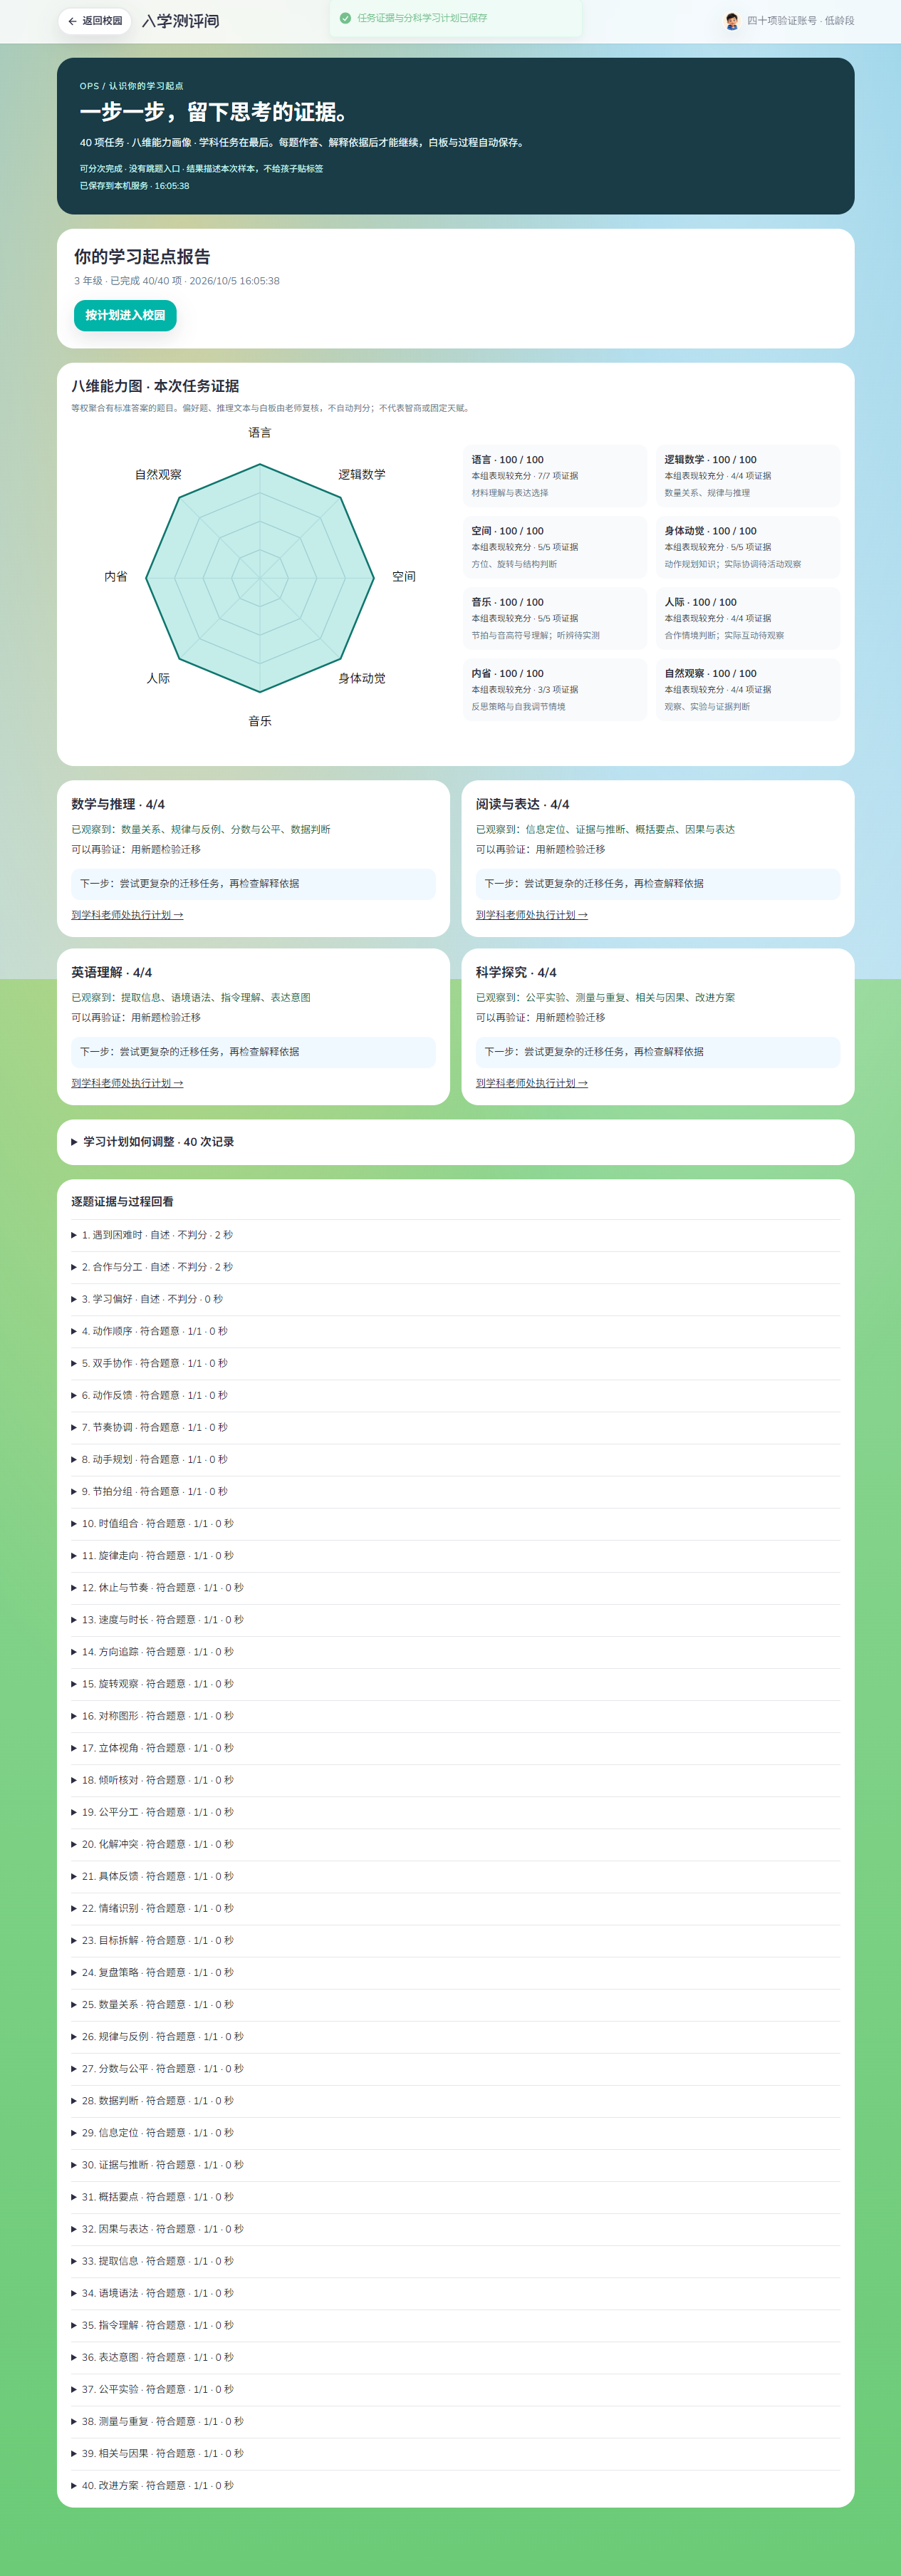 ← 返回校园
入学测评间
任务证据与分科学习计划已保存
四十项验证账号 · 低龄段
OPS / 认识你的学习起点
一步一步，留下思考的证据。
40 项任务 · 八维能力画像 · 学科任务在最后。每题作答、解释依据后才能继续，白板与过程自动保存。
可分次完成 · 没有跳题入口 · 结果描述本次样本，不给孩子贴标签
已保存到本机服务 · 16:05:38
你的学习起点报告
3 年级 · 已完成 40/40 项 · 2026/10/5 16:05:38
按计划进入校园
八维能力图 · 本次任务证据
等权聚合有标准答案的题目。偏好题、推理文本与白板由老师复核，不自动判分；不代表智商或固定天赋。
语言
逻辑数学
空间
身体动觉
音乐
人际
内省
自然观察
语言 · 100 / 100
本组表现较充分 · 7/7 项证据
材料理解与表达选择
逻辑数学 · 100 / 100
本组表现较充分 · 4/4 项证据
数量关系、规律与推理
空间 · 100 / 100
本组表现较充分 · 5/5 项证据
方位、旋转与结构判断
身体动觉 · 100 / 100
本组表现较充分 · 5/5 项证据
动作规划知识；实际协调待活动观察
音乐 · 100 / 100
本组表现较充分 · 5/5 项证据
节拍与音高符号理解；听辨待实测
人际 · 100 / 100
本组表现较充分 · 4/4 项证据
合作情境判断；实际互动待观察
内省 · 100 / 100
本组表现较充分 · 3/3 项证据
反思策略与自我调节情境
自然观察 · 100 / 100
本组表现较充分 · 4/4 项证据
观察、实验与证据判断
数学与推理 · 4/4
已观察到：数量关系、规律与反例、分数与公平、数据判断
可以再验证：用新题检验迁移
下一步：尝试更复杂的迁移任务，再检查解释依据
到学科老师处执行计划 →
阅读与表达 · 4/4
已观察到：信息定位、证据与推断、概括要点、因果与表达
可以再验证：用新题检验迁移
下一步：尝试更复杂的迁移任务，再检查解释依据
到学科老师处执行计划 →
英语理解 · 4/4
已观察到：提取信息、语境语法、指令理解、表达意图
可以再验证：用新题检验迁移
下一步：尝试更复杂的迁移任务，再检查解释依据
到学科老师处执行计划 →
科学探究 · 4/4
已观察到：公平实验、测量与重复、相关与因果、改进方案
可以再验证：用新题检验迁移
下一步：尝试更复杂的迁移任务，再检查解释依据
到学科老师处执行计划 →
▶ 学习计划如何调整 · 40 次记录
逐题证据与过程回看
▶ 1. 遇到困难时 · 自述 · 不判分 · 2 秒
▶ 2. 合作与分工 · 自述 · 不判分 · 2 秒
▶ 3. 学习偏好 · 自述 · 不判分 · 0 秒
▶ 4. 动作顺序 · 符合题意 · 1/1 · 0 秒
▶ 5. 双手协作 · 符合题意 · 1/1 · 0 秒
▶ 6. 动作反馈 · 符合题意 · 1/1 · 0 秒
▶ 7. 节奏协调 · 符合题意 · 1/1 · 0 秒
▶ 8. 动手规划 · 符合题意 · 1/1 · 0 秒
▶ 9. 节拍分组 · 符合题意 · 1/1 · 0 秒
▶ 10. 时值组合 · 符合题意 · 1/1 · 0 秒
▶ 11. 旋律走向 · 符合题意 · 1/1 · 0 秒
▶ 12. 休止与节奏 · 符合题意 · 1/1 · 0 秒
▶ 13. 速度与时长 · 符合题意 · 1/1 · 0 秒
▶ 14. 方向追踪 · 符合题意 · 1/1 · 0 秒
▶ 15. 旋转观察 · 符合题意 · 1/1 · 0 秒
▶ 16. 对称图形 · 符合题意 · 1/1 · 0 秒
▶ 17. 立体视角 · 符合题意 · 1/1 · 0 秒
▶ 18. 倾听核对 · 符合题意 · 1/1 · 0 秒
▶ 19. 公平分工 · 符合题意 · 1/1 · 0 秒
▶ 20. 化解冲突 · 符合题意 · 1/1 · 0 秒
▶ 21. 具体反馈 · 符合题意 · 1/1 · 0 秒
▶ 22. 情绪识别 · 符合题意 · 1/1 · 0 秒
▶ 23. 目标拆解 · 符合题意 · 1/1 · 0 秒
▶ 24. 复盘策略 · 符合题意 · 1/1 · 0 秒
▶ 25. 数量关系 · 符合题意 · 1/1 · 0 秒
▶ 26. 规律与反例 · 符合题意 · 1/1 · 0 秒
▶ 27. 分数与公平 · 符合题意 · 1/1 · 0 秒
▶ 28. 数据判断 · 符合题意 · 1/1 · 0 秒
▶ 29. 信息定位 · 符合题意 · 1/1 · 0 秒
▶ 30. 证据与推断 · 符合题意 · 1/1 · 0 秒
▶ 31. 概括要点 · 符合题意 · 1/1 · 0 秒
▶ 32. 因果与表达 · 符合题意 · 1/1 · 0 秒
▶ 33. 提取信息 · 符合题意 · 1/1 · 0 秒
▶ 34. 语境语法 · 符合题意 · 1/1 · 0 秒
▶ 35. 指令理解 · 符合题意 · 1/1 · 0 秒
▶ 36. 表达意图 · 符合题意 · 1/1 · 0 秒
▶ 37. 公平实验 · 符合题意 · 1/1 · 0 秒
▶ 38. 测量与重复 · 符合题意 · 1/1 · 0 秒
▶ 39. 相关与因果 · 符合题意 · 1/1 · 0 秒
▶ 40. 改进方案 · 符合题意 · 1/1 · 0 秒